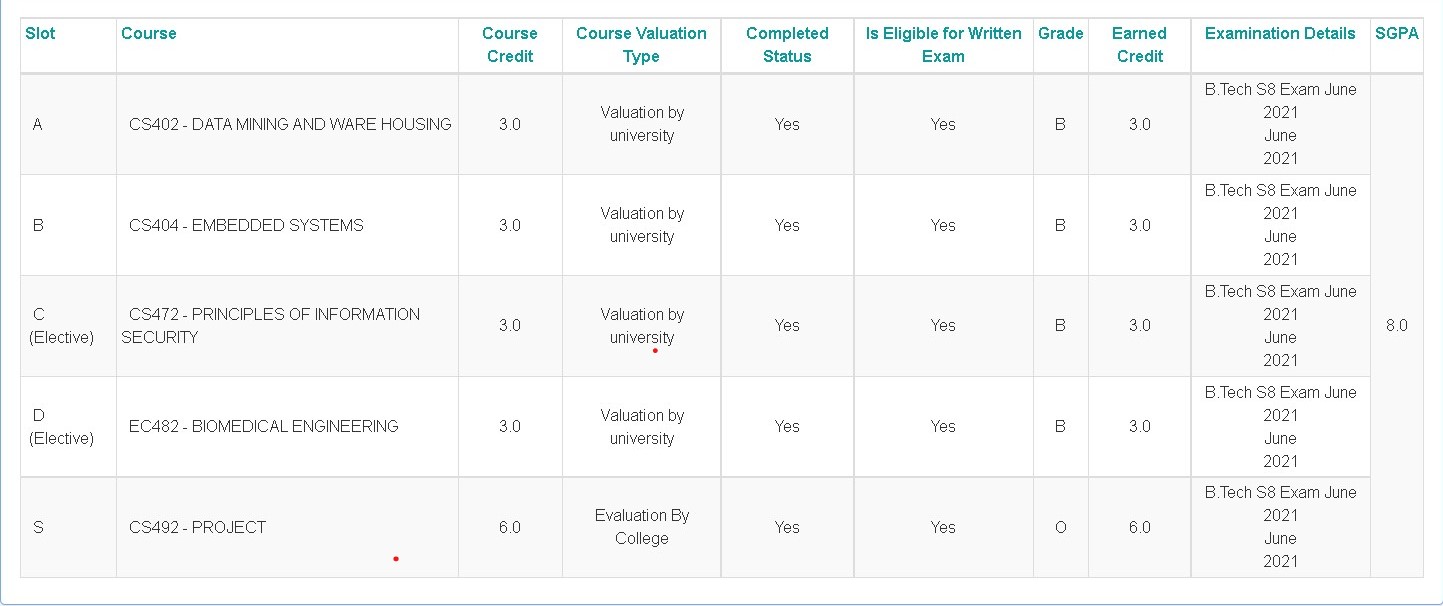 Slot Course Course Credit Course Valuation Type Completed Status Is Eligible for Written Exam Grade Earned Credit Examination Details SGPA
A CS402 - DATA MINING AND WARE HOUSING 3.0 Valuation by university Yes Yes B 3.0 B.Tech S8 Exam June 2021 June 2021
B CS404 - EMBEDDED SYSTEMS 3.0 Valuation by university Yes Yes B 3.0 B.Tech S8 Exam June 2021 June 2021
C (Elective) CS472 - PRINCIPLES OF INFORMATION SECURITY 3.0 Valuation by university Yes Yes B 3.0 B.Tech S8 Exam June 2021 June 2021 8.0
D (Elective) EC482 - BIOMEDICAL ENGINEERING 3.0 Valuation by university Yes Yes B 3.0 B.Tech S8 Exam June 2021 June 2021
S CS492 - PROJECT 6.0 Evaluation By College Yes Yes O 6.0 B.Tech S8 Exam June 2021 June 2021